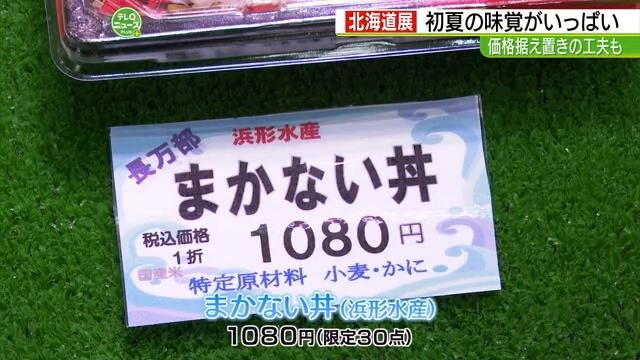 テレQ
ニュース
PLUS+
北海道展 初夏の味覚がいっぱい
価格据え置きの工夫も
長万部
浜形水産
まかない丼
税込価格
1折
1080円
国産米
特定原材料 小麦・かに
まかない丼(浜形水産)
1080円(限定30点)